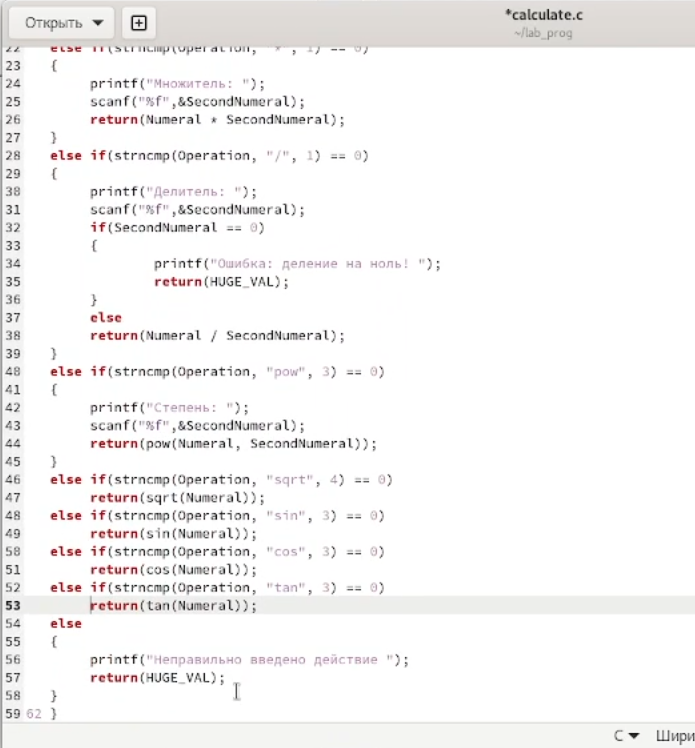 Открыть
*calculate.c
~/lab_prog
22 else if(strncmp(Operation, "*", 1) == 0)
23 {
24 printf("Множитель: ");
25 scanf("%f",&SecondNumeral);
26 return(Numeral * SecondNumeral);
27 }
28 else if(strncmp(Operation, "/", 1) == 0)
29 {
30 printf("Делитель: ");
31 scanf("%f",&SecondNumeral);
32 if(SecondNumeral == 0)
33 {
34 printf("Ошибка: деление на ноль! ");
35 return(HUGE_VAL);
36 }
37 else
38 return(Numeral / SecondNumeral);
39 }
40 else if(strncmp(Operation, "pow", 3) == 0)
41 {
42 printf("Степень: ");
43 scanf("%f",&SecondNumeral);
44 return(pow(Numeral, SecondNumeral));
45 }
46 else if(strncmp(Operation, "sqrt", 4) == 0)
47 return(sqrt(Numeral));
48 else if(strncmp(Operation, "sin", 3) == 0)
49 return(sin(Numeral));
50 else if(strncmp(Operation, "cos", 3) == 0)
51 return(cos(Numeral));
52 else if(strncmp(Operation, "tan", 3) == 0)
53 return(tan(Numeral));
54 else
55 {
56 printf("Неправильно введено действие ");
57 return(HUGE_VAL);
58 }
59 62 }
C
Шири